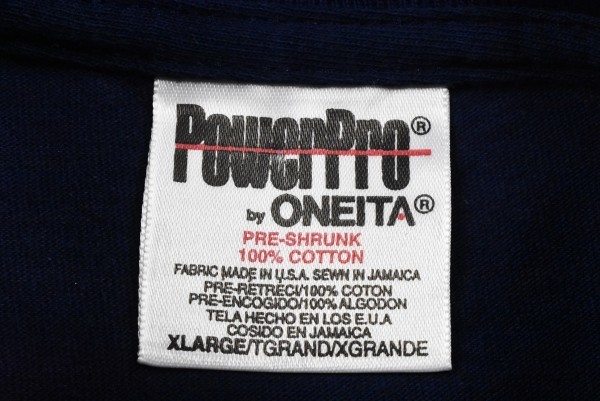 PowerPro®
by ONEITA®
PRE-SHRUNK
100% COTTON
FABRIC MADE IN U.S.A. SEWN IN JAMAICA
PRE-RETRECI/100% COTON
PRE-ENCOGIDO/100% ALGODON
TELA HECHO EN LOS E.U.A
COSIDO EN JAMAICA
XLARGE/TGRAND/XGRANDE